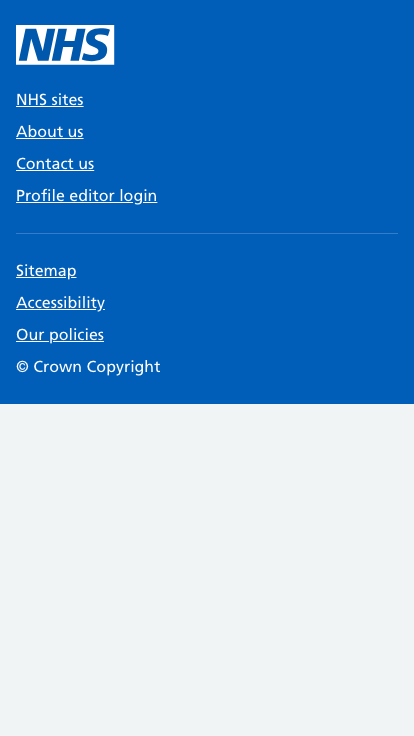 NHS
NHS sites
About us
Contact us
Profile editor login
Sitemap
Accessibility
Our policies
© Crown Copyright